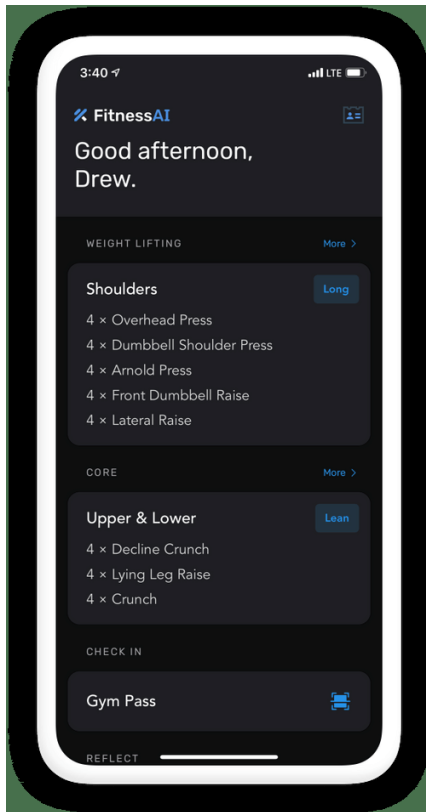 3:40 LTE
FitnessAI
Good afternoon,
Drew.
WEIGHT LIFTING More >
Shoulders Long
4 × Overhead Press
4 × Dumbbell Shoulder Press
4 × Arnold Press
4 × Front Dumbbell Raise
4 × Lateral Raise
CORE More >
Upper & Lower Lean
4 × Decline Crunch
4 × Lying Leg Raise
4 × Crunch
CHECK IN
Gym Pass
REFLECT